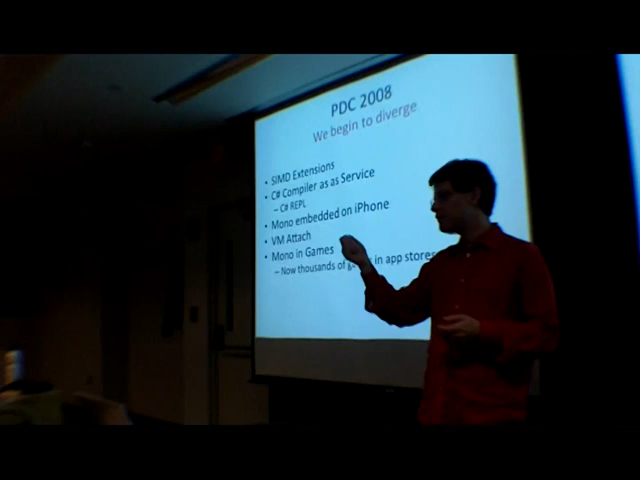 PDC 2008
We begin to diverge
• SIMD Extensions
• C# Compiler as as Service
– C# REPL
• Mono embedded on iPhone
• VM Attach
• Mono in Games
– Now thousands of in app stores